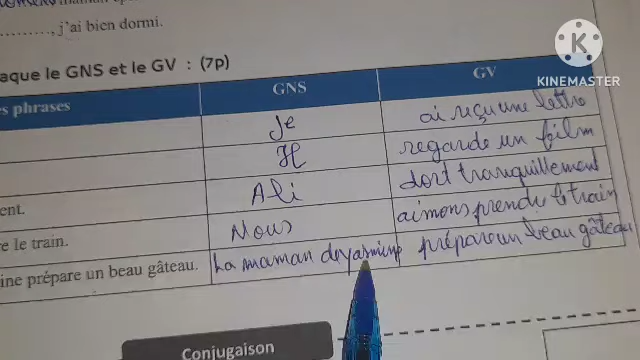 maman
............, j'ai bien dormi.
aque le GNS et le GV : (7p)
KINEMASTER
s phrases GNS GV
Je ai reçu une lettre
Il regarde un film
ent. Ali dort tranquillement
re le train. Nous aimons prendre le train
ine prépare un beau gâteau. La maman de yasmine prépare un beau gâteau
Conjugaison